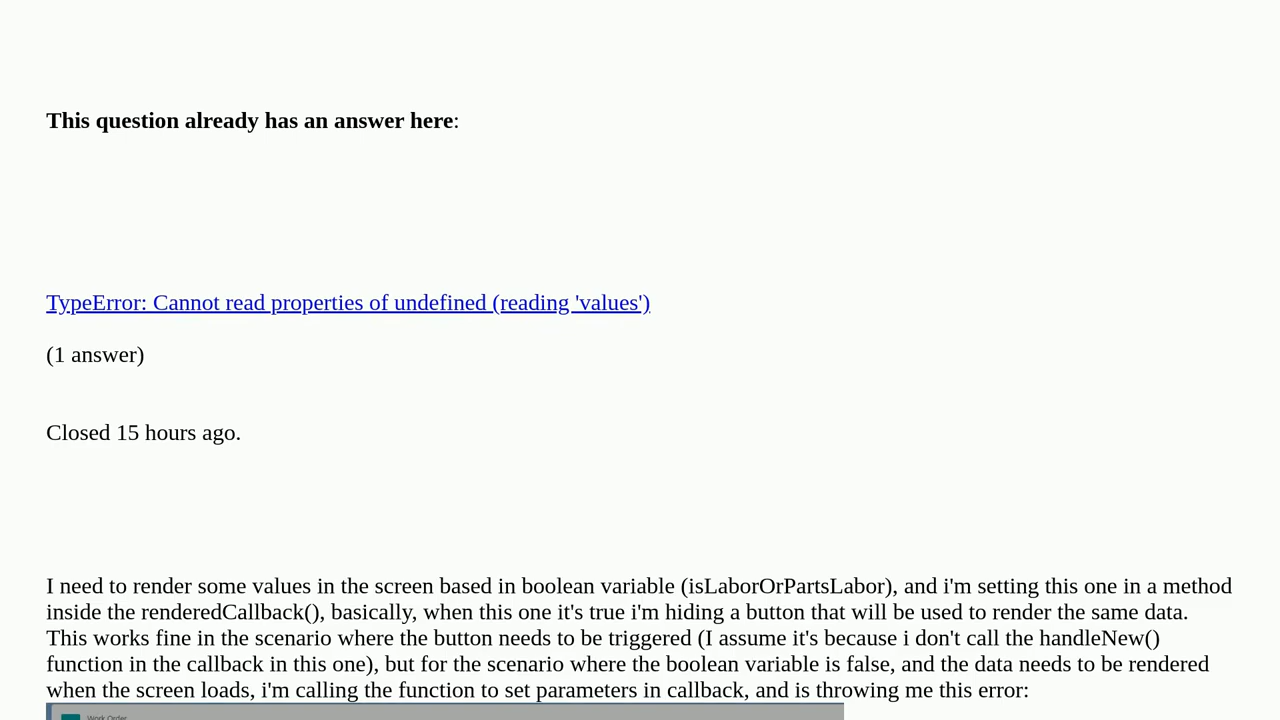 This question already has an answer here:
TypeError: Cannot read properties of undefined (reading 'values')
(1 answer)
Closed 15 hours ago.
I need to render some values in the screen based in boolean variable (isLaborOrPartsLabor), and i'm setting this one in a method
inside the renderedCallback(), basically, when this one it's true i'm hiding a button that will be used to render the same data.
This works fine in the scenario where the button needs to be triggered (I assume it's because i don't call the handleNew()
function in the callback in this one), but for the scenario where the boolean variable is false, and the data needs to be rendered
when the screen loads, i'm calling the function to set parameters in callback, and is throwing me this error:
Work Order